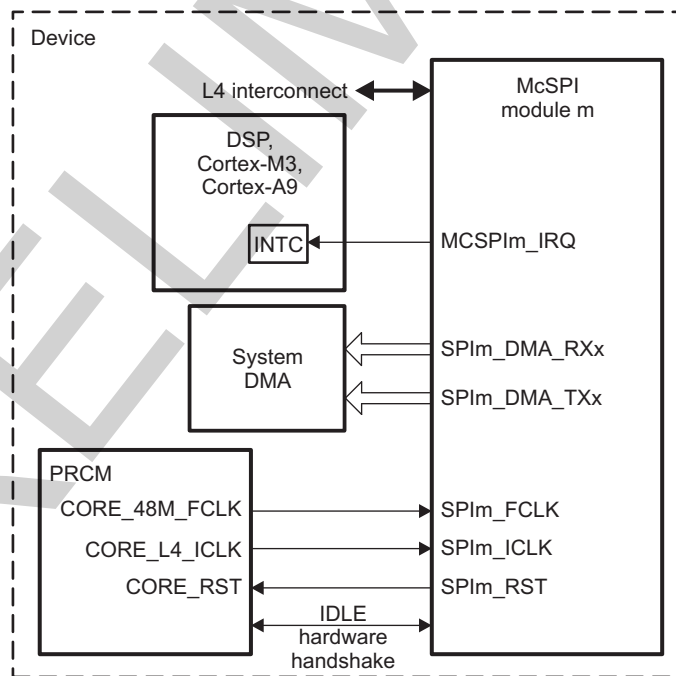 Device
L4 interconnect
McSPI
module m
DSP,
Cortex-M3,
Cortex-A9
INTC
MCSPIm_IRQ
System
DMA
SPIm_DMA_RXx
SPIm_DMA_TXx
PRCM
CORE_48M_FCLK
SPIm_FCLK
CORE_L4_ICLK
SPIm_ICLK
CORE_RST
SPIm_RST
IDLE
hardware
handshake